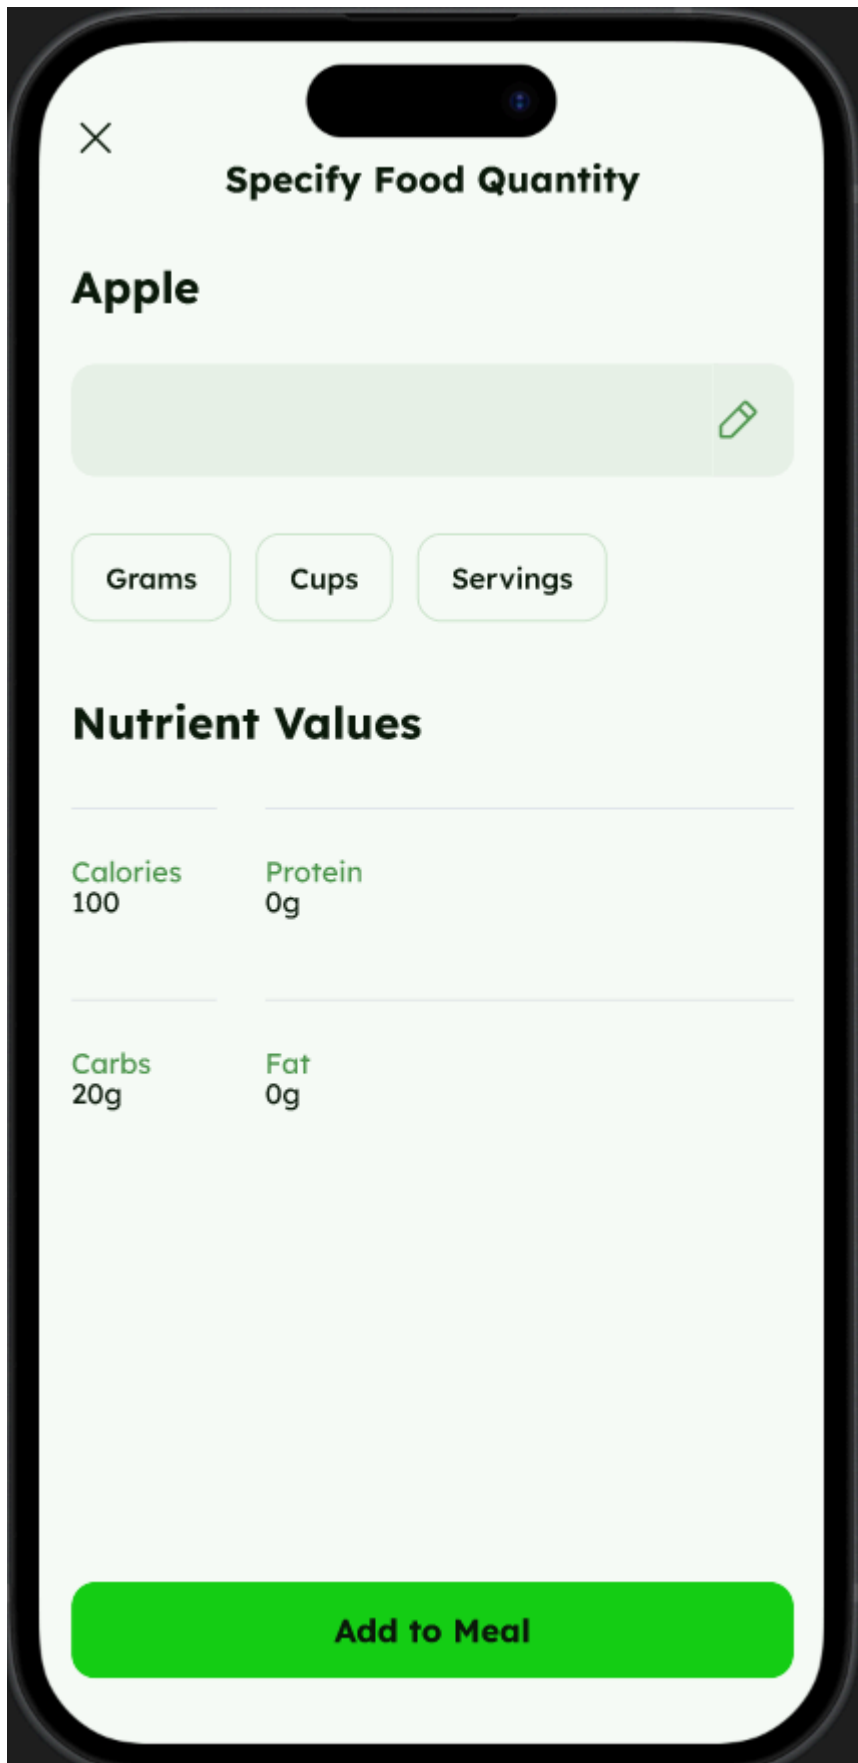 Specify Food Quantity
Apple
Grams Cups Servings
Nutrient Values
Calories Protein
100 0g
Carbs Fat
20g 0g
Add to Meal